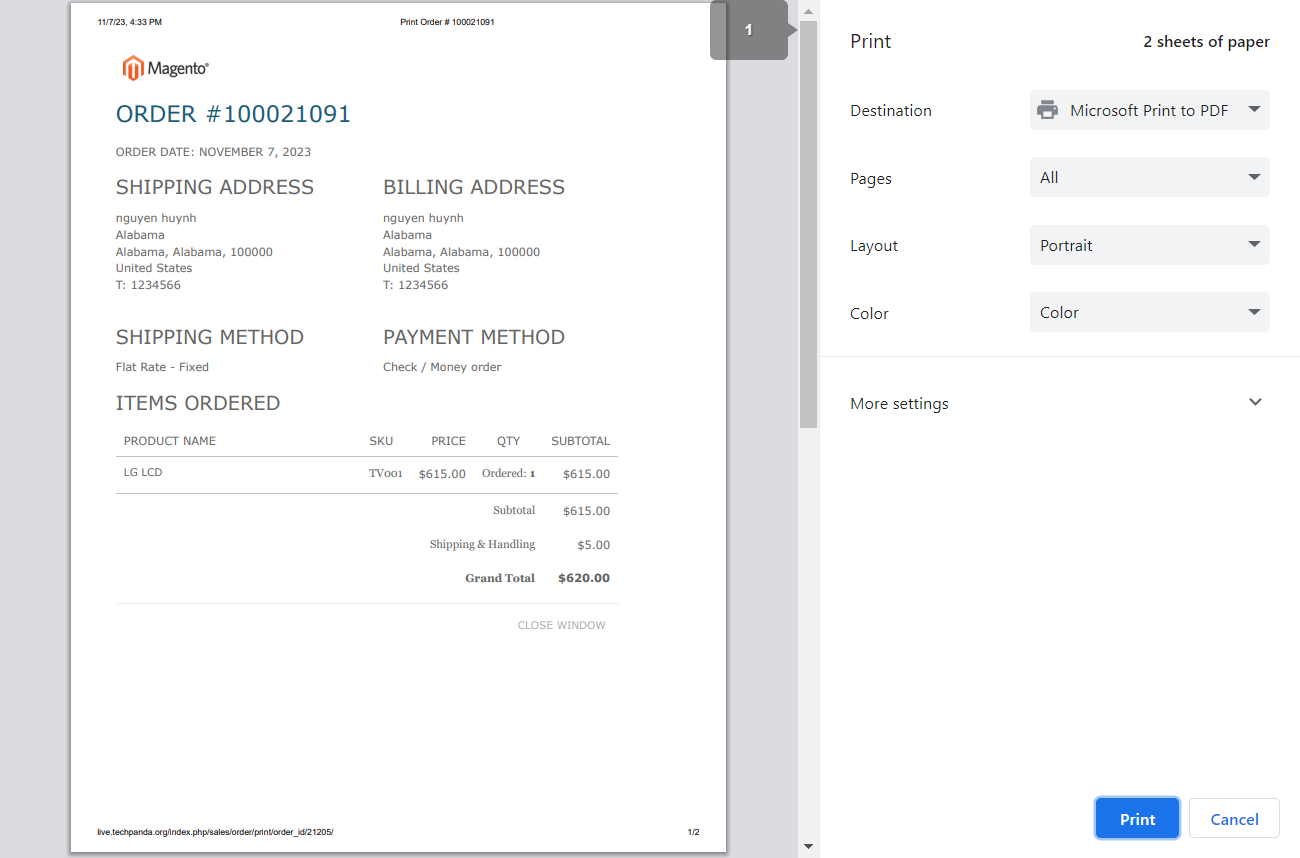 11/7/23, 4:33 PM Print Order # 100021091
1
Magento®
ORDER #100021091
ORDER DATE: NOVEMBER 7, 2023
SHIPPING ADDRESS BILLING ADDRESS
nguyen huynh nguyen huynh
Alabama Alabama
Alabama, Alabama, 100000 Alabama, Alabama, 100000
United States United States
T: 1234566 T: 1234566
SHIPPING METHOD PAYMENT METHOD
Flat Rate - Fixed Check / Money order
ITEMS ORDERED
PRODUCT NAME SKU PRICE QTY SUBTOTAL
LG LCD TV001 $615.00 Ordered: 1 $615.00
Subtotal $615.00
Shipping & Handling $5.00
Grand Total $620.00
CLOSE WINDOW
live.techpanda.org/index.php/sales/order/print/order_id/21205/ 1/2
Print 2 sheets of paper
Destination Microsoft Print to PDF
Pages All
Layout Portrait
Color Color
More settings
Print Cancel